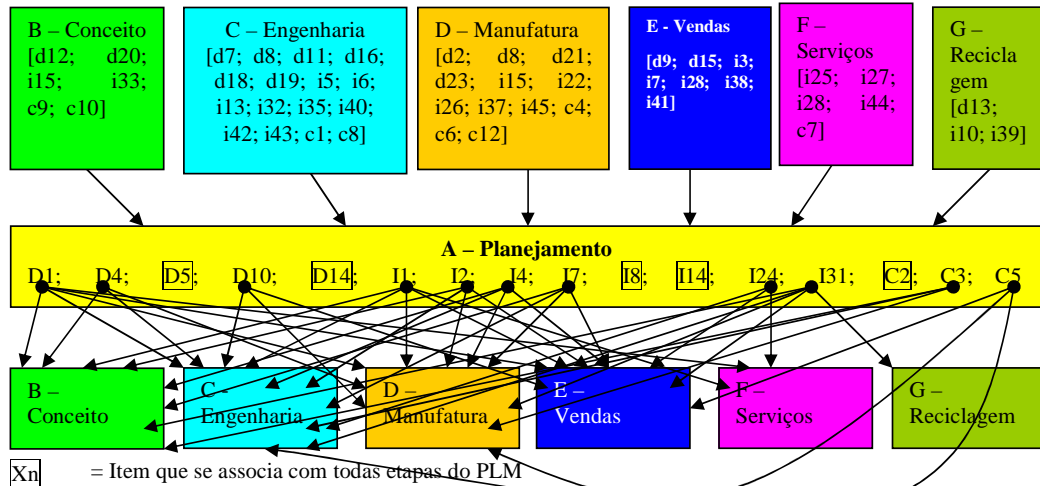 B – Conceito
[d12; d20;
i15; i33;
c9; c10]
C – Engenharia
[d7; d8; d11; d16;
d18; d19; i5; i6;
i13; i32; i35; i40;
i42; i43; c1; c8]
D – Manufatura
[d2; d8; d21;
d23; i15; i22;
i26; i37; i45; c4;
c6; c12]
E - Vendas
[d9; d15; i3;
i7; i28; i38;
i41]
F –
Serviços
[i25; i27;
i28; i44;
c7]
G –
Recicla
gem
[d13;
i10; i39]
A – Planejamento
D1; D4; D5; D10; D14; I1; I2; I4; I7; I8; I14; I24; I31; C2; C3; C5
B –
Conceito
C -
Engenharia
D –
Manufatura
E –
Vendas
F –
Serviços
G –
Reciclagem
Xn = Item que se associa com todas etapas do PLM